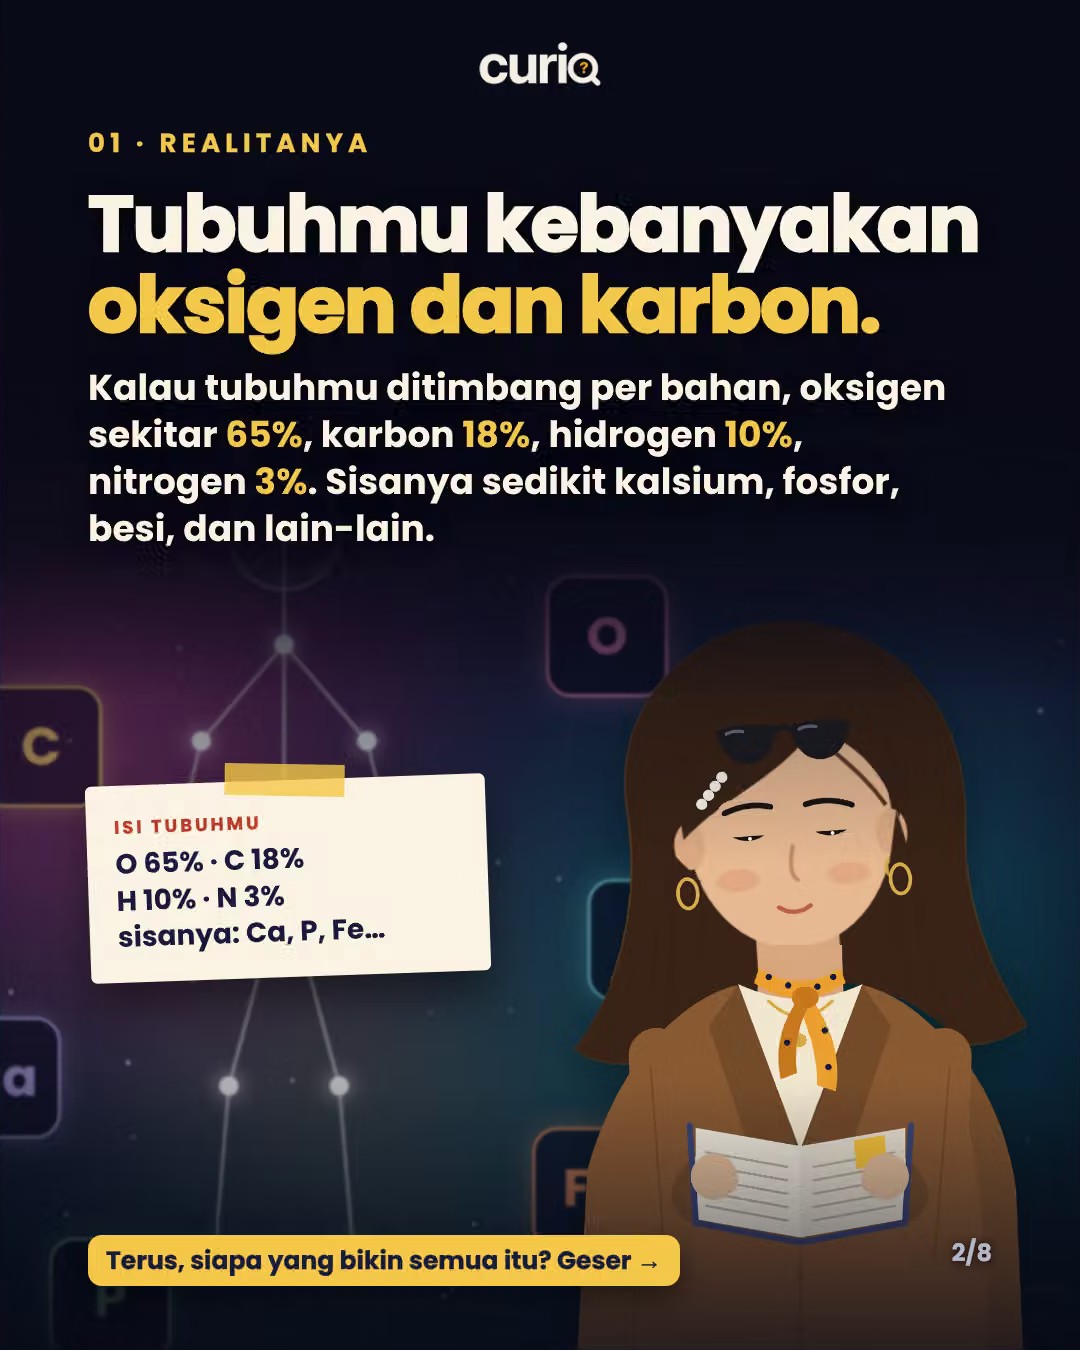 curio
01 · REALITANYA
Tubuhmu kebanyakan
oksigen dan karbon.
Kalau tubuhmu ditimbang per bahan, oksigen
sekitar 65%, karbon 18%, hidrogen 10%,
nitrogen 3%. Sisanya sedikit kalsium, fosfor,
besi, dan lain-lain.
O
C
ISI TUBUHMU
O 65% · C 18%
H 10% · N 3%
sisanya: Ca, P, Fe...
a
F
Terus, siapa yang bikin semua itu? Geser →
2/8
P